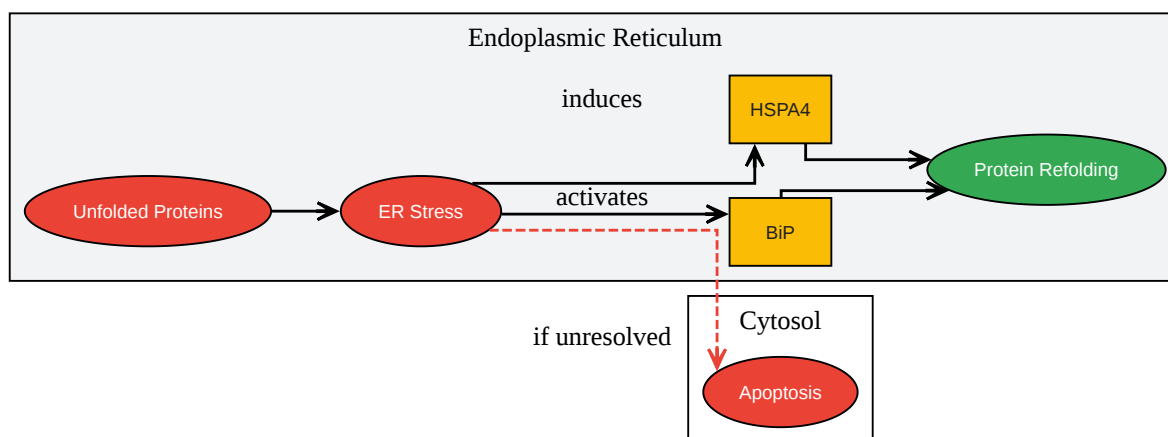 Endoplasmic Reticulum
induces
HSPA4
Protein Refolding
Unfolded Proteins
ER Stress
activates
BiP
if unresolved
Cytosol
Apoptosis